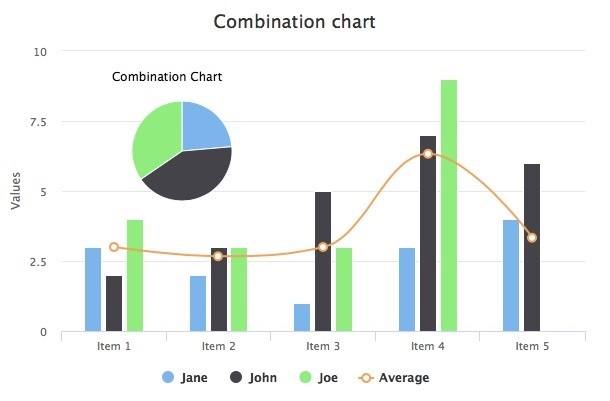 Combination chart
Combination Chart
Values
10
7.5
5
2.5
0
Item 1 Item 2 Item 3 Item 4 Item 5
Jane John Joe Average